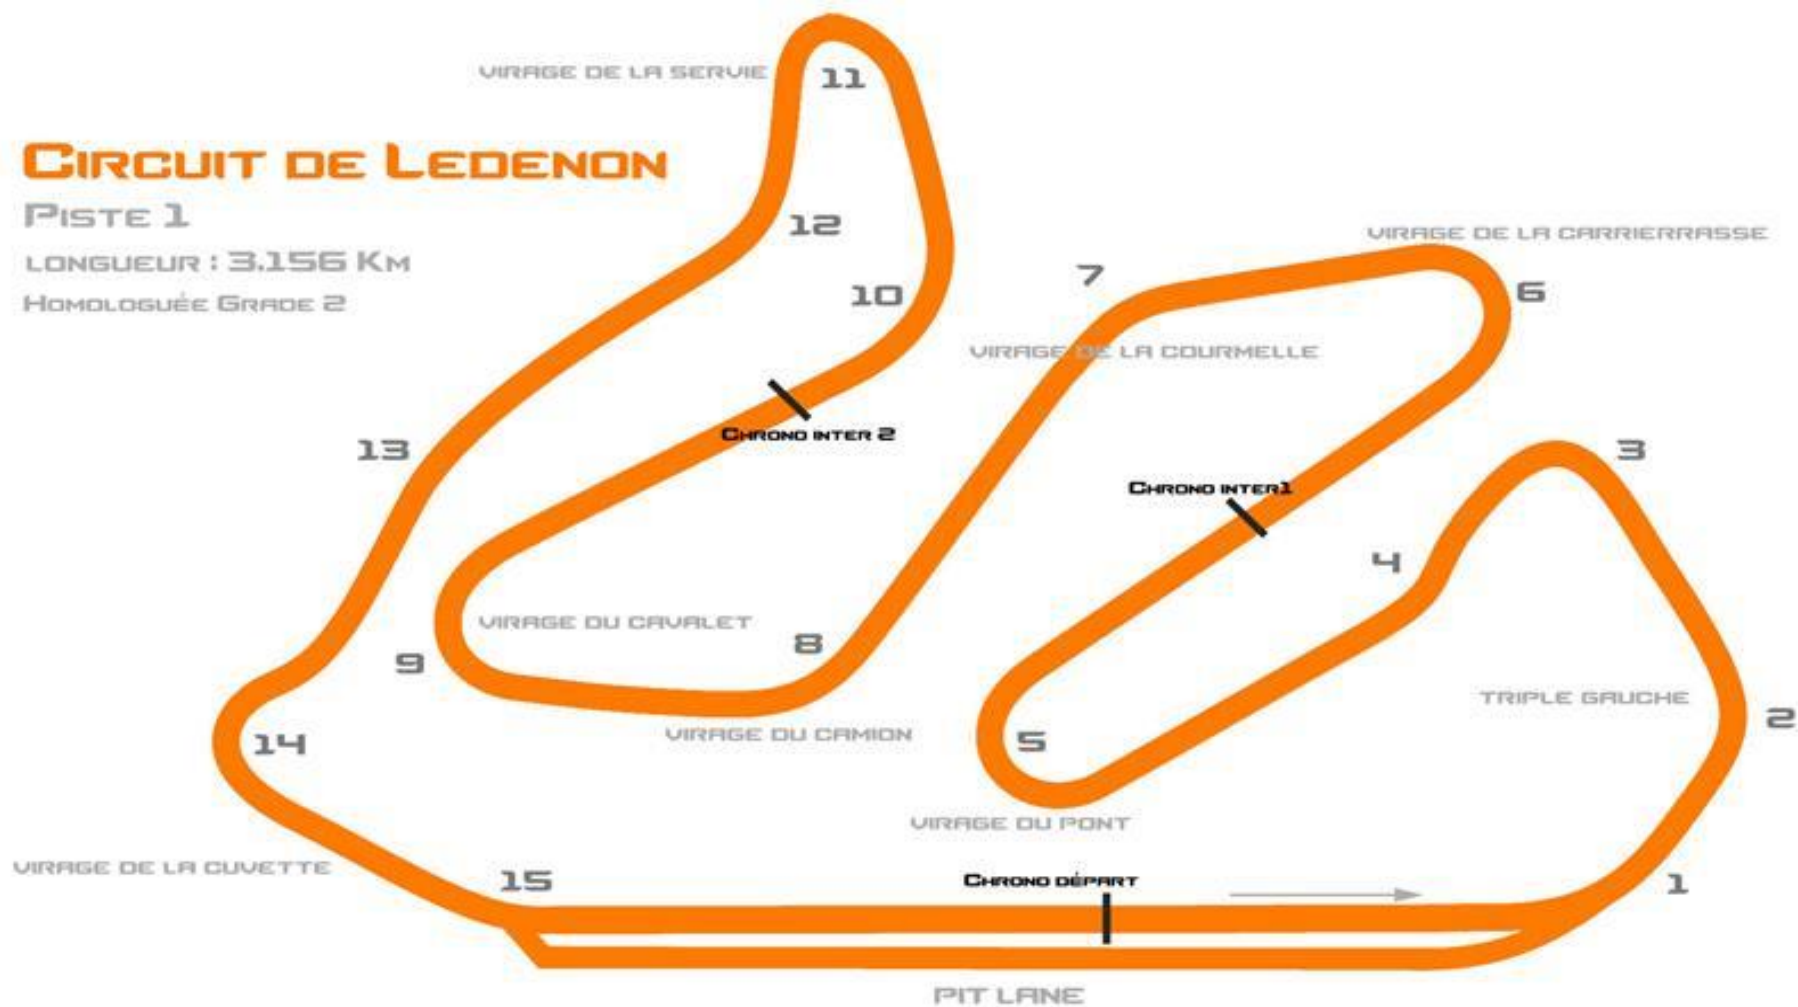 VIRAGE DE LA SERVIE
11
CIRCUIT DE LEDENON
PISTE 1
LONGUEUR : 3.156 KM
HOMOLOGUÉE GRADE 2
12
VIRAGE DE LA CARRIERRASSE
7
6
10
VIRAGE DE LA COURMELLE
CHRONO INTER 2
13
3
CHRONO INTER1
4
VIRAGE DU CAVALET
8
9
TRIPLE GAUCHE
2
14
VIRAGE DU CAMION
5
VIRAGE DU PONT
VIRAGE DE LA CUVETTE
15
CHRONO DÉPART
1
PIT LANE